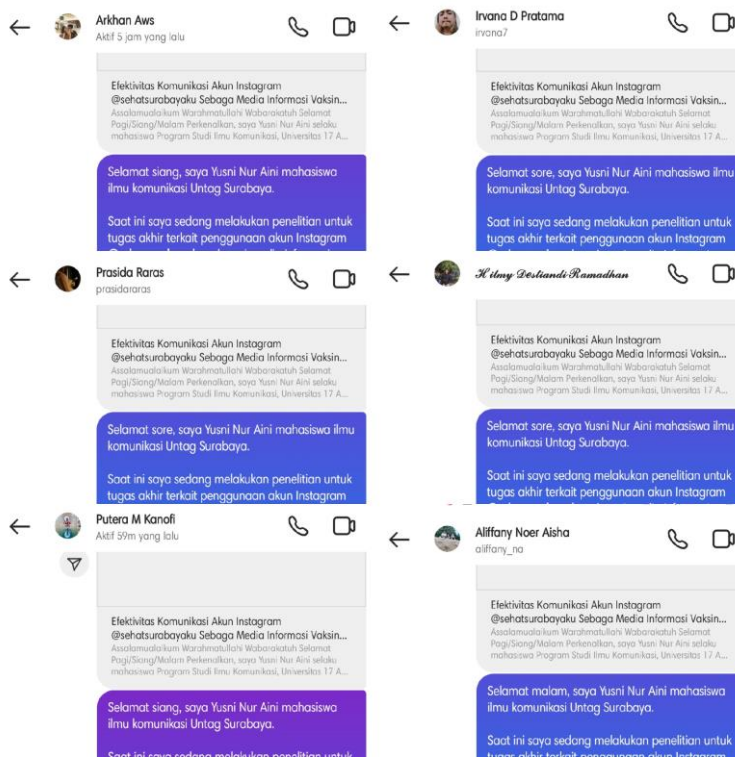 Arkhan Aws
Aktif 5 jam yang lalu
Efektivitas Komunikasi Akun Instagram
@sehatsurabayaku Sebaga Media Informasi Vaksin...
Assalamualaikum Warahmatullahi Wabarakatuh Selamat
Pagi/Siang/Malam Perkenalkan, saya Yusni Nur Aini selaku
mahasiswa Program Studi Ilmu Komunikasi, Universitas 17 A...
Selamat siang, saya Yusni Nur Aini mahasiswa
ilmu komunikasi Untag Surabaya.
Saat ini saya sedang melakukan penelitian untuk
tugas akhir terkait penggunaan akun Instagram
Irvana D Pratama
irvana7
Efektivitas Komunikasi Akun Instagram
@sehatsurabayaku Sebaga Media Informasi Vaksin...
Assalamualaikum Warahmatullahi Wabarakatuh Selamat
Pagi/Siang/Malam Perkenalkan, saya Yusni Nur Aini selaku
mahasiswa Program Studi Ilmu Komunikasi, Universitas 17 A...
Selamat sore, saya Yusni Nur Aini mahasiswa ilmu
komunikasi Untag Surabaya.
Saat ini saya sedang melakukan penelitian untuk
tugas akhir terkait penggunaan akun Instagram
Prasida Raras
prasidararas
Efektivitas Komunikasi Akun Instagram
@sehatsurabayaku Sebaga Media Informasi Vaksin...
Assalamualaikum Warahmatullahi Wabarakatuh Selamat
Pagi/Siang/Malam Perkenalkan, saya Yusni Nur Aini selaku
mahasiswa Program Studi Ilmu Komunikasi, Universitas 17 A...
Selamat sore, saya Yusni Nur Aini mahasiswa ilmu
komunikasi Untag Surabaya.
Saat ini saya sedang melakukan penelitian untuk
tugas akhir terkait penggunaan akun Instagram
Hilmy Destiandi Ramadhan
Efektivitas Komunikasi Akun Instagram
@sehatsurabayaku Sebaga Media Informasi Vaksin...
Assalamualaikum Warahmatullahi Wabarakatuh Selamat
Pagi/Siang/Malam Perkenalkan, saya Yusni Nur Aini selaku
mahasiswa Program Studi Ilmu Komunikasi, Universitas 17 A...
Selamat sore, saya Yusni Nur Aini mahasiswa ilmu
komunikasi Untag Surabaya.
Saat ini saya sedang melakukan penelitian untuk
tugas akhir terkait penggunaan akun Instagram
Putera M Kanofi
Aktif 59m yang lalu
Efektivitas Komunikasi Akun Instagram
@sehatsurabayaku Sebaga Media Informasi Vaksin...
Assalamualaikum Warahmatullahi Wabarakatuh Selamat
Pagi/Siang/Malam Perkenalkan, saya Yusni Nur Aini selaku
mahasiswa Program Studi Ilmu Komunikasi, Universitas 17 A...
Selamat siang, saya Yusni Nur Aini mahasiswa
ilmu komunikasi Untag Surabaya.
Saat ini saya sedang melakukan penelitian untuk
Aliffany Noer Aisha
aliffany_na
Efektivitas Komunikasi Akun Instagram
@sehatsurabayaku Sebaga Media Informasi Vaksin...
Assalamualaikum Warahmatullahi Wabarakatuh Selamat
Pagi/Siang/Malam Perkenalkan, saya Yusni Nur Aini selaku
mahasiswa Program Studi Ilmu Komunikasi, Universitas 17 A...
Selamat malam, saya Yusni Nur Aini mahasiswa
ilmu komunikasi Untag Surabaya.
Saat ini saya sedang melakukan penelitian untuk
tugas akhir terkait penggunaan akun Instagram